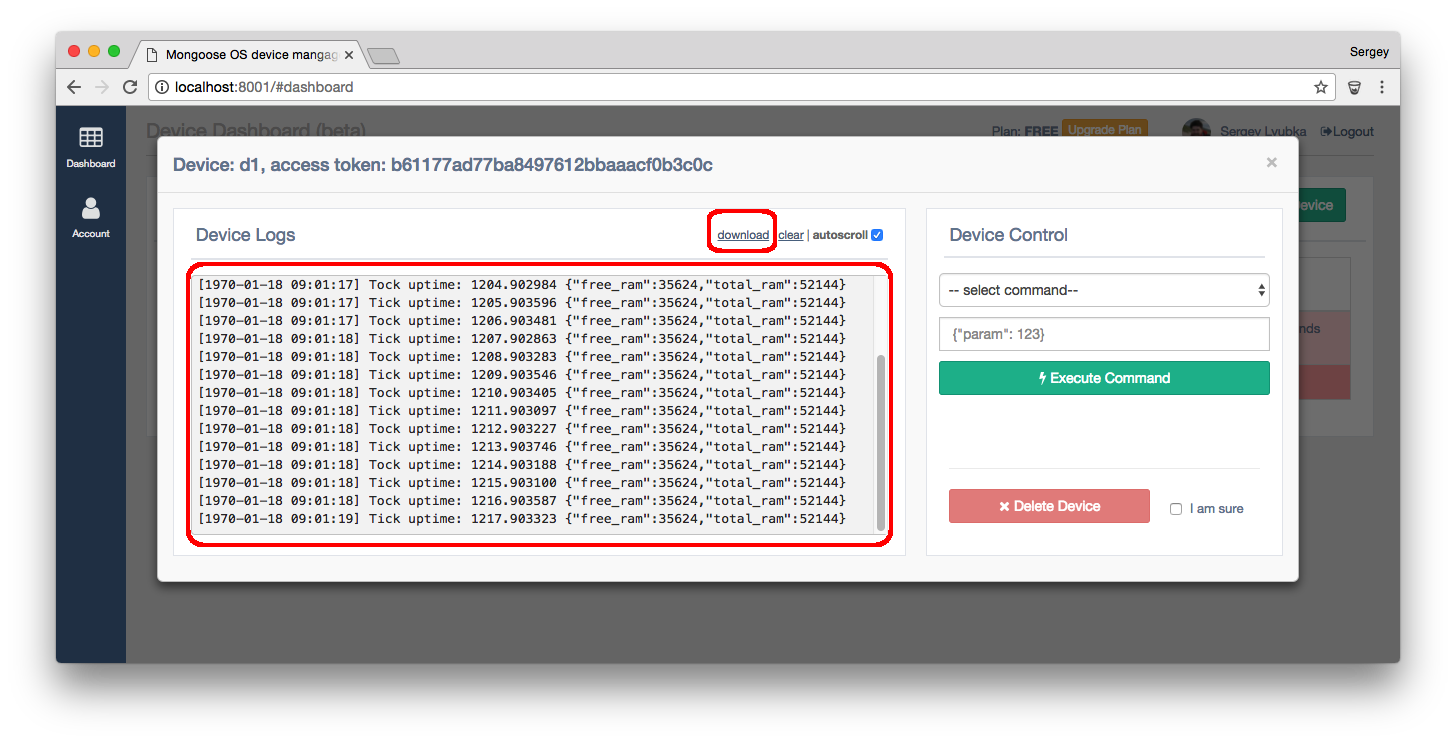 Mongoose OS device mangag
Sergey
localhost:8001/#dashboard
Dashboard
Account
Device Dashboard (beta)
Plan: FREE Upgrade Plan Sergey Lyubka Logout
Device: d1, access token: b61177ad77ba8497612bbaaacf0b3c0c
Device Logs
download clear | autoscroll
[1970-01-18 09:01:17] Tock uptime: 1204.902984 {"free_ram":35624,"total_ram":52144}
[1970-01-18 09:01:17] Tick uptime: 1205.903596 {"free_ram":35624,"total_ram":52144}
[1970-01-18 09:01:17] Tock uptime: 1206.903481 {"free_ram":35624,"total_ram":52144}
[1970-01-18 09:01:17] Tick uptime: 1207.902863 {"free_ram":35624,"total_ram":52144}
[1970-01-18 09:01:17] Tock uptime: 1208.903283 {"free_ram":35624,"total_ram":52144}
[1970-01-18 09:01:18] Tick uptime: 1209.903546 {"free_ram":35624,"total_ram":52144}
[1970-01-18 09:01:18] Tock uptime: 1210.903405 {"free_ram":35624,"total_ram":52144}
[1970-01-18 09:01:18] Tick uptime: 1211.903097 {"free_ram":35624,"total_ram":52144}
[1970-01-18 09:01:18] Tock uptime: 1212.903227 {"free_ram":35624,"total_ram":52144}
[1970-01-18 09:01:18] Tick uptime: 1213.903746 {"free_ram":35624,"total_ram":52144}
[1970-01-18 09:01:18] Tock uptime: 1214.903188 {"free_ram":35624,"total_ram":52144}
[1970-01-18 09:01:18] Tick uptime: 1215.903100 {"free_ram":35624,"total_ram":52144}
[1970-01-18 09:01:18] Tock uptime: 1216.903587 {"free_ram":35624,"total_ram":52144}
[1970-01-18 09:01:19] Tick uptime: 1217.903323 {"free_ram":35624,"total_ram":52144}
Device Control
-- select command--
{"param": 123}
Execute Command
Delete Device
I am sure
evice
nds